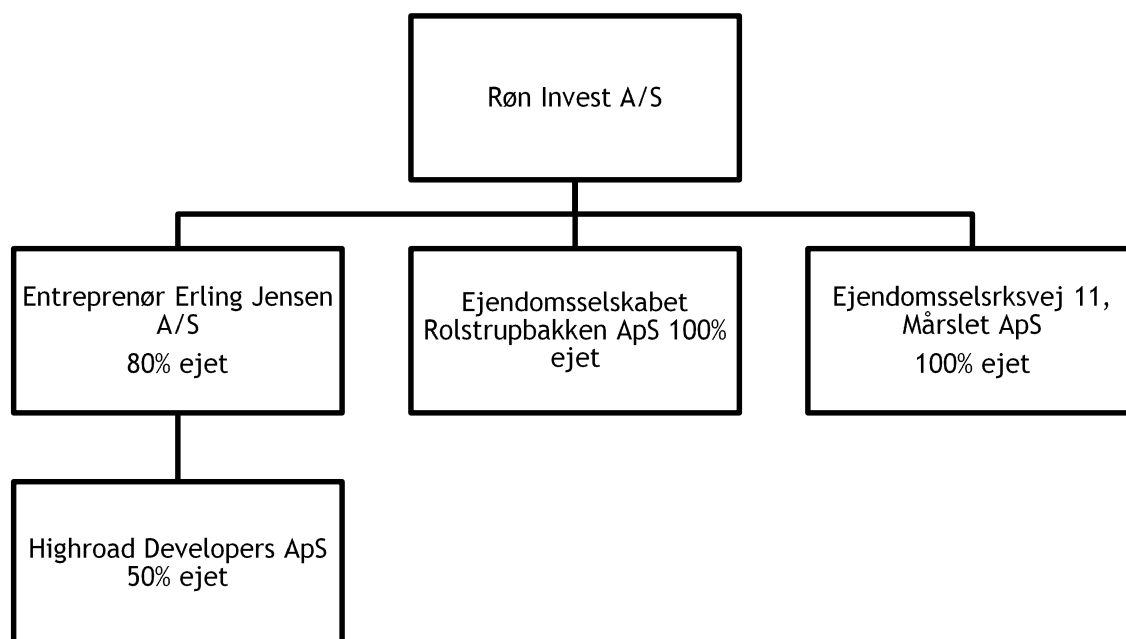 Røn Invest A/S
Entreprenør Erling Jensen
A/S
80% ejet
Ejendomsselskabet
Rolstrupbakken ApS 100%
ejet
Ejendomsselsrksvej 11,
Mårslet ApS
100% ejet
Highroad Developers ApS
50% ejet